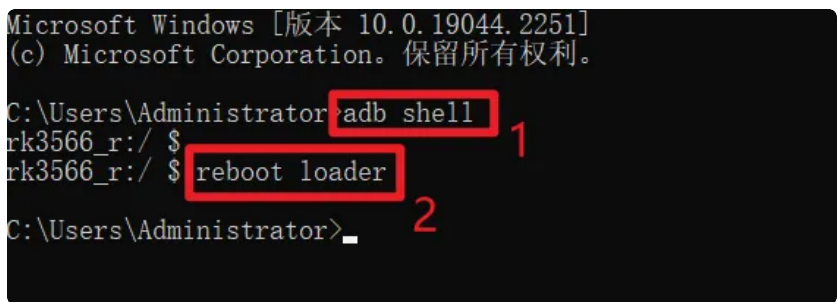 Microsoft Windows [版本 10.0.19044.2251]
(c) Microsoft Corporation。保留所有权利。
C:\Users\Administrator>adb shell
1
rk3566_r:/ $
rk3566_r:/ $ reboot loader
2
C:\Users\Administrator>